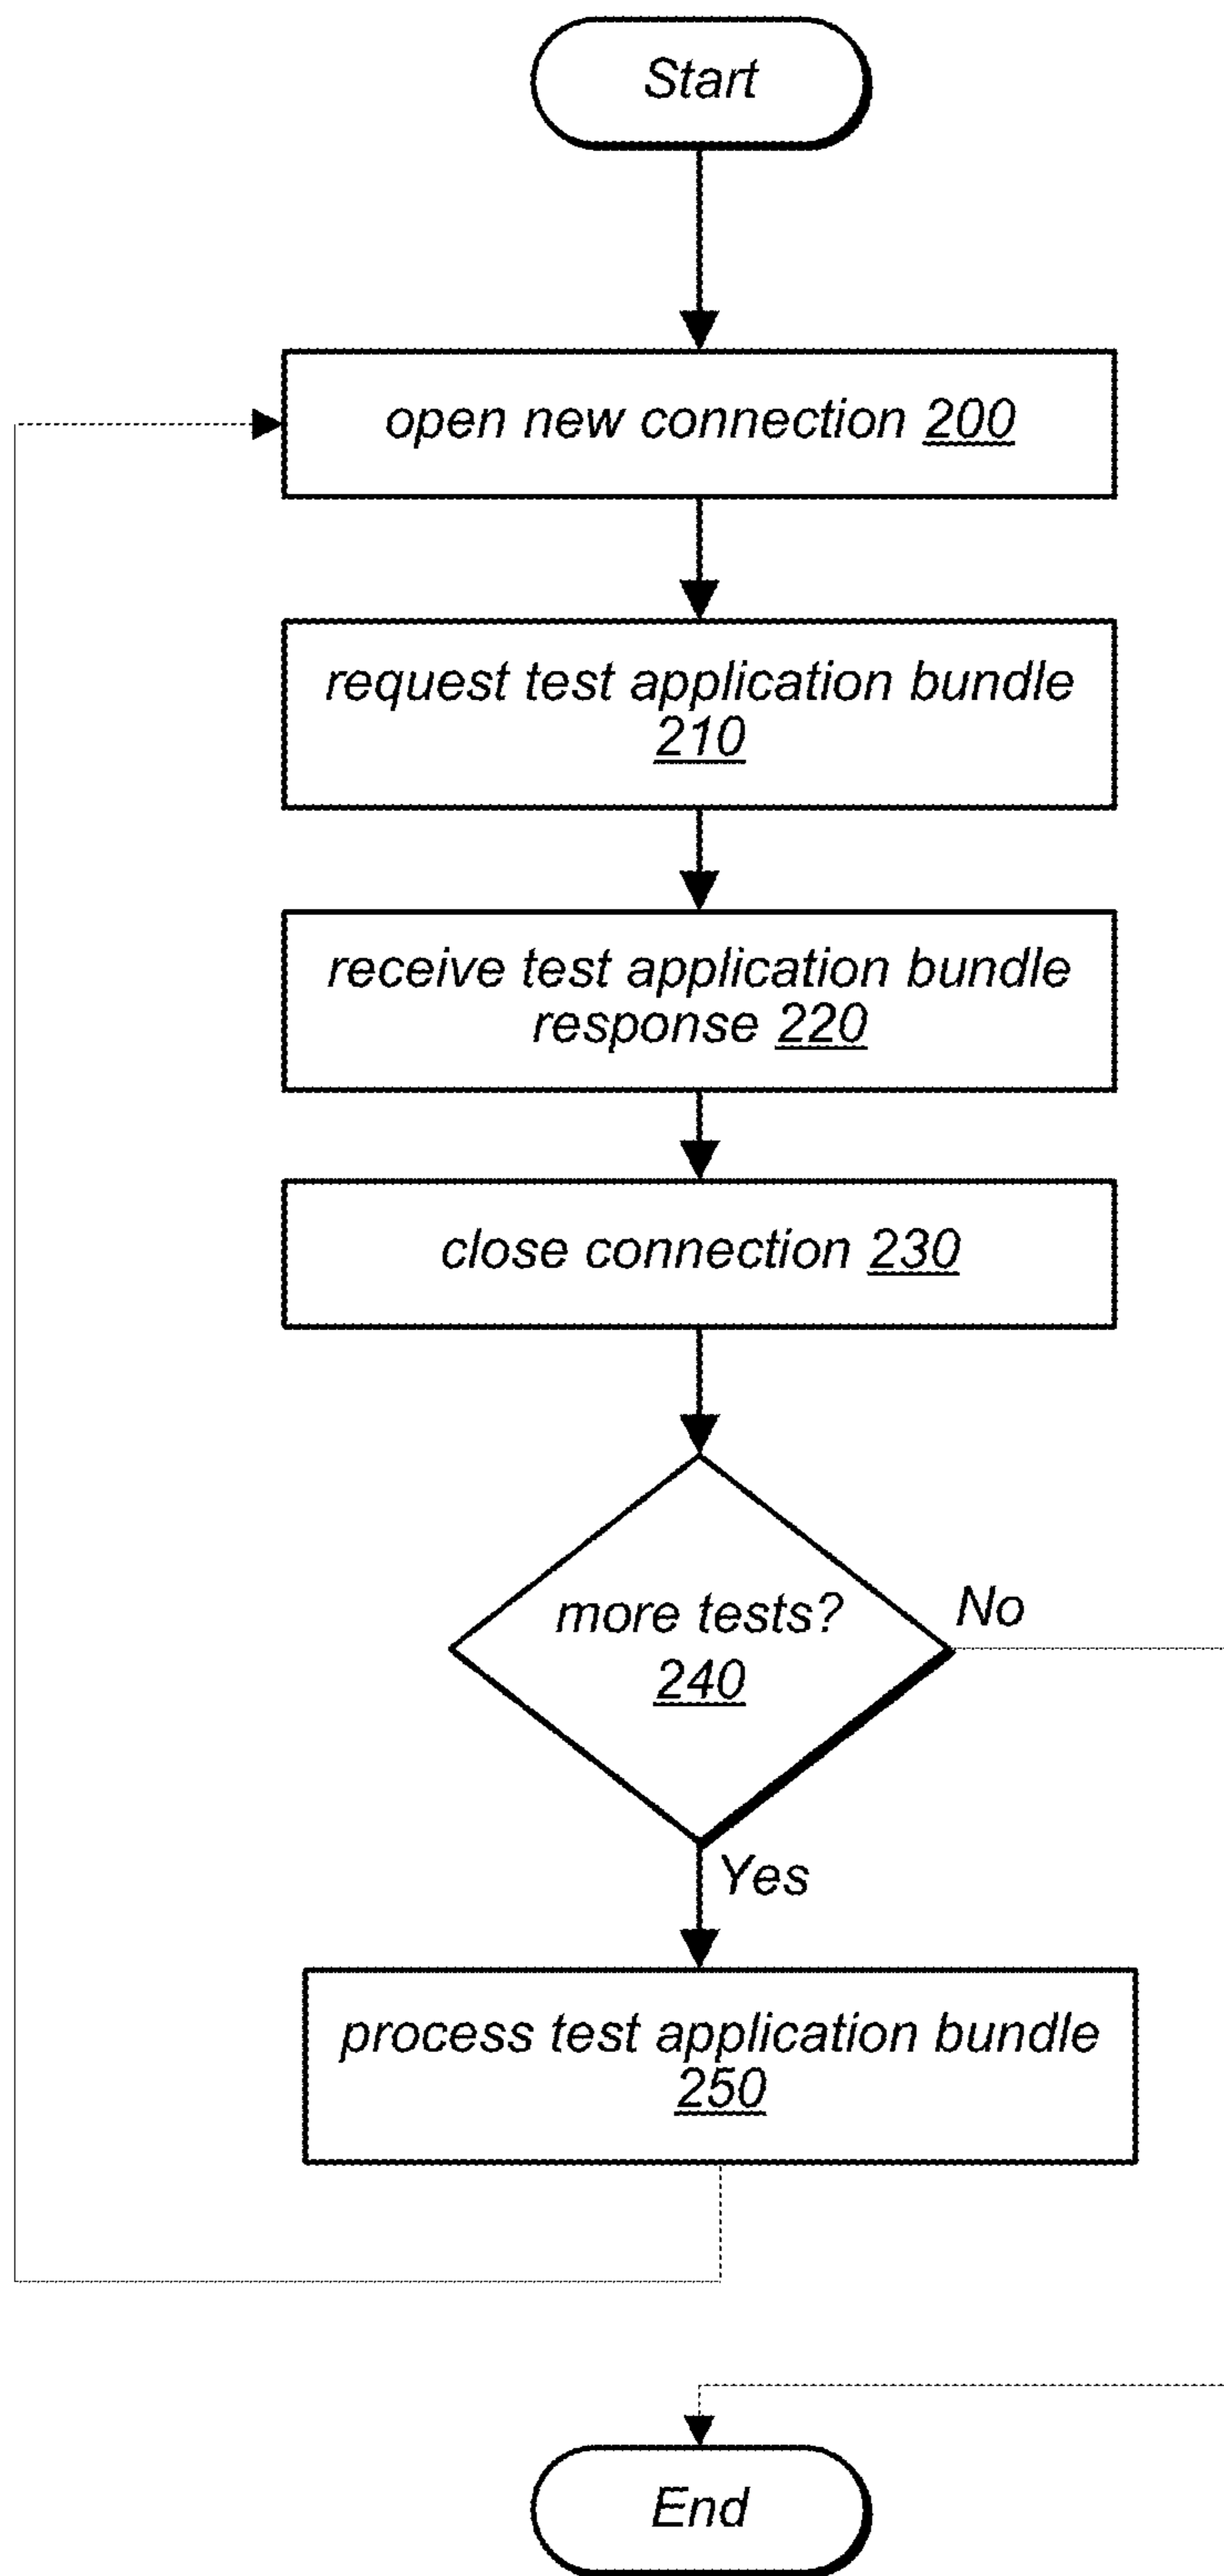 Start
open new connection 200
request test application bundle
210
receive test application bundle
response 220
close connection 230
more tests?
240
No
Yes
process test application bundle
250
End